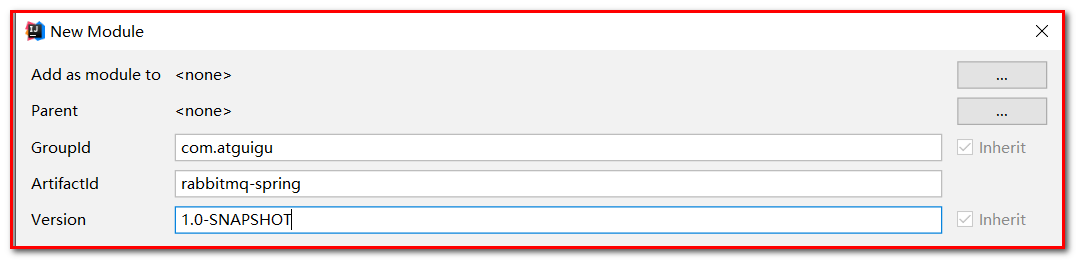 New Module
Add as module to <none> ...
Parent <none> ...
GroupId com.atguigu Inherit
ArtifactId rabbitmq-spring
Version 1.0-SNAPSHOT Inherit